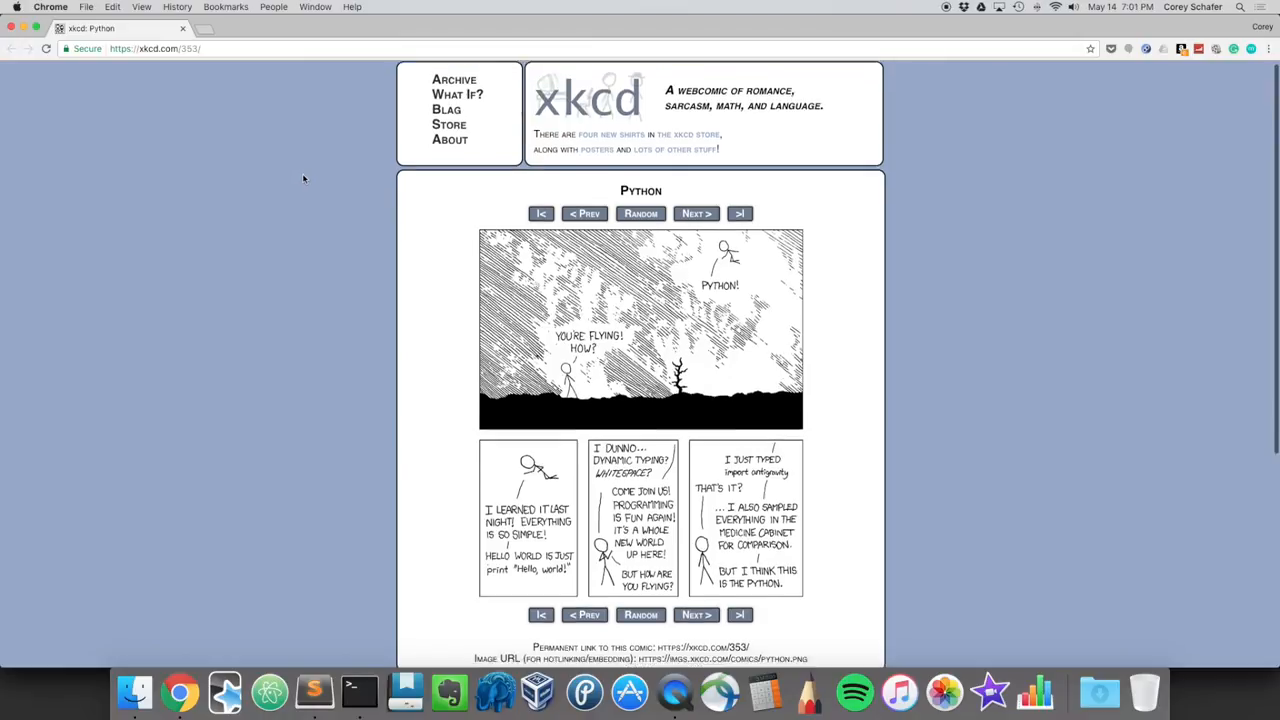 Chrome File Edit View History Bookmarks People Window Help May 14 7:01 PM Corey Schafer
xkcd: Python Corey
Secure https://xkcd.com/353/
ARCHIVE
WHAT IF?
BLAG
STORE
ABOUT
xkcd
A WEBCOMIC OF ROMANCE,
SARCASM, MATH, AND LANGUAGE.
THERE ARE FOUR NEW SHIRTS IN THE XKCD STORE,
ALONG WITH POSTERS AND LOTS OF OTHER STUFF!
PYTHON
|< < PREV RANDOM NEXT > >|
YOU'RE FLYING!
HOW?
PYTHON!
I LEARNED IT LAST
NIGHT! EVERYTHING
IS SO SIMPLE!
HELLO WORLD IS JUST
print "Hello, world!"
I DUNNO...
DYNAMIC TYPING?
WHITESPACE?
COME JOIN US!
PROGRAMMING
IS FUN AGAIN!
IT'S A WHOLE
NEW WORLD
UP HERE!
BUT HOW ARE
YOU FLYING?
I JUST TYPED
import antigravity
THAT'S IT?
... I ALSO SAMPLED
EVERYTHING IN THE
MEDICINE CABINET
FOR COMPARISON.
BUT I THINK THIS
IS THE PYTHON.
|< < PREV RANDOM NEXT > >|
PERMANENT LINK TO THIS COMIC: HTTPS://XKCD.COM/353/
IMAGE URL (FOR HOTLINKING/EMBEDDING): HTTPS://IMGS.XKCD.COM/COMICS/PYTHON.PNG